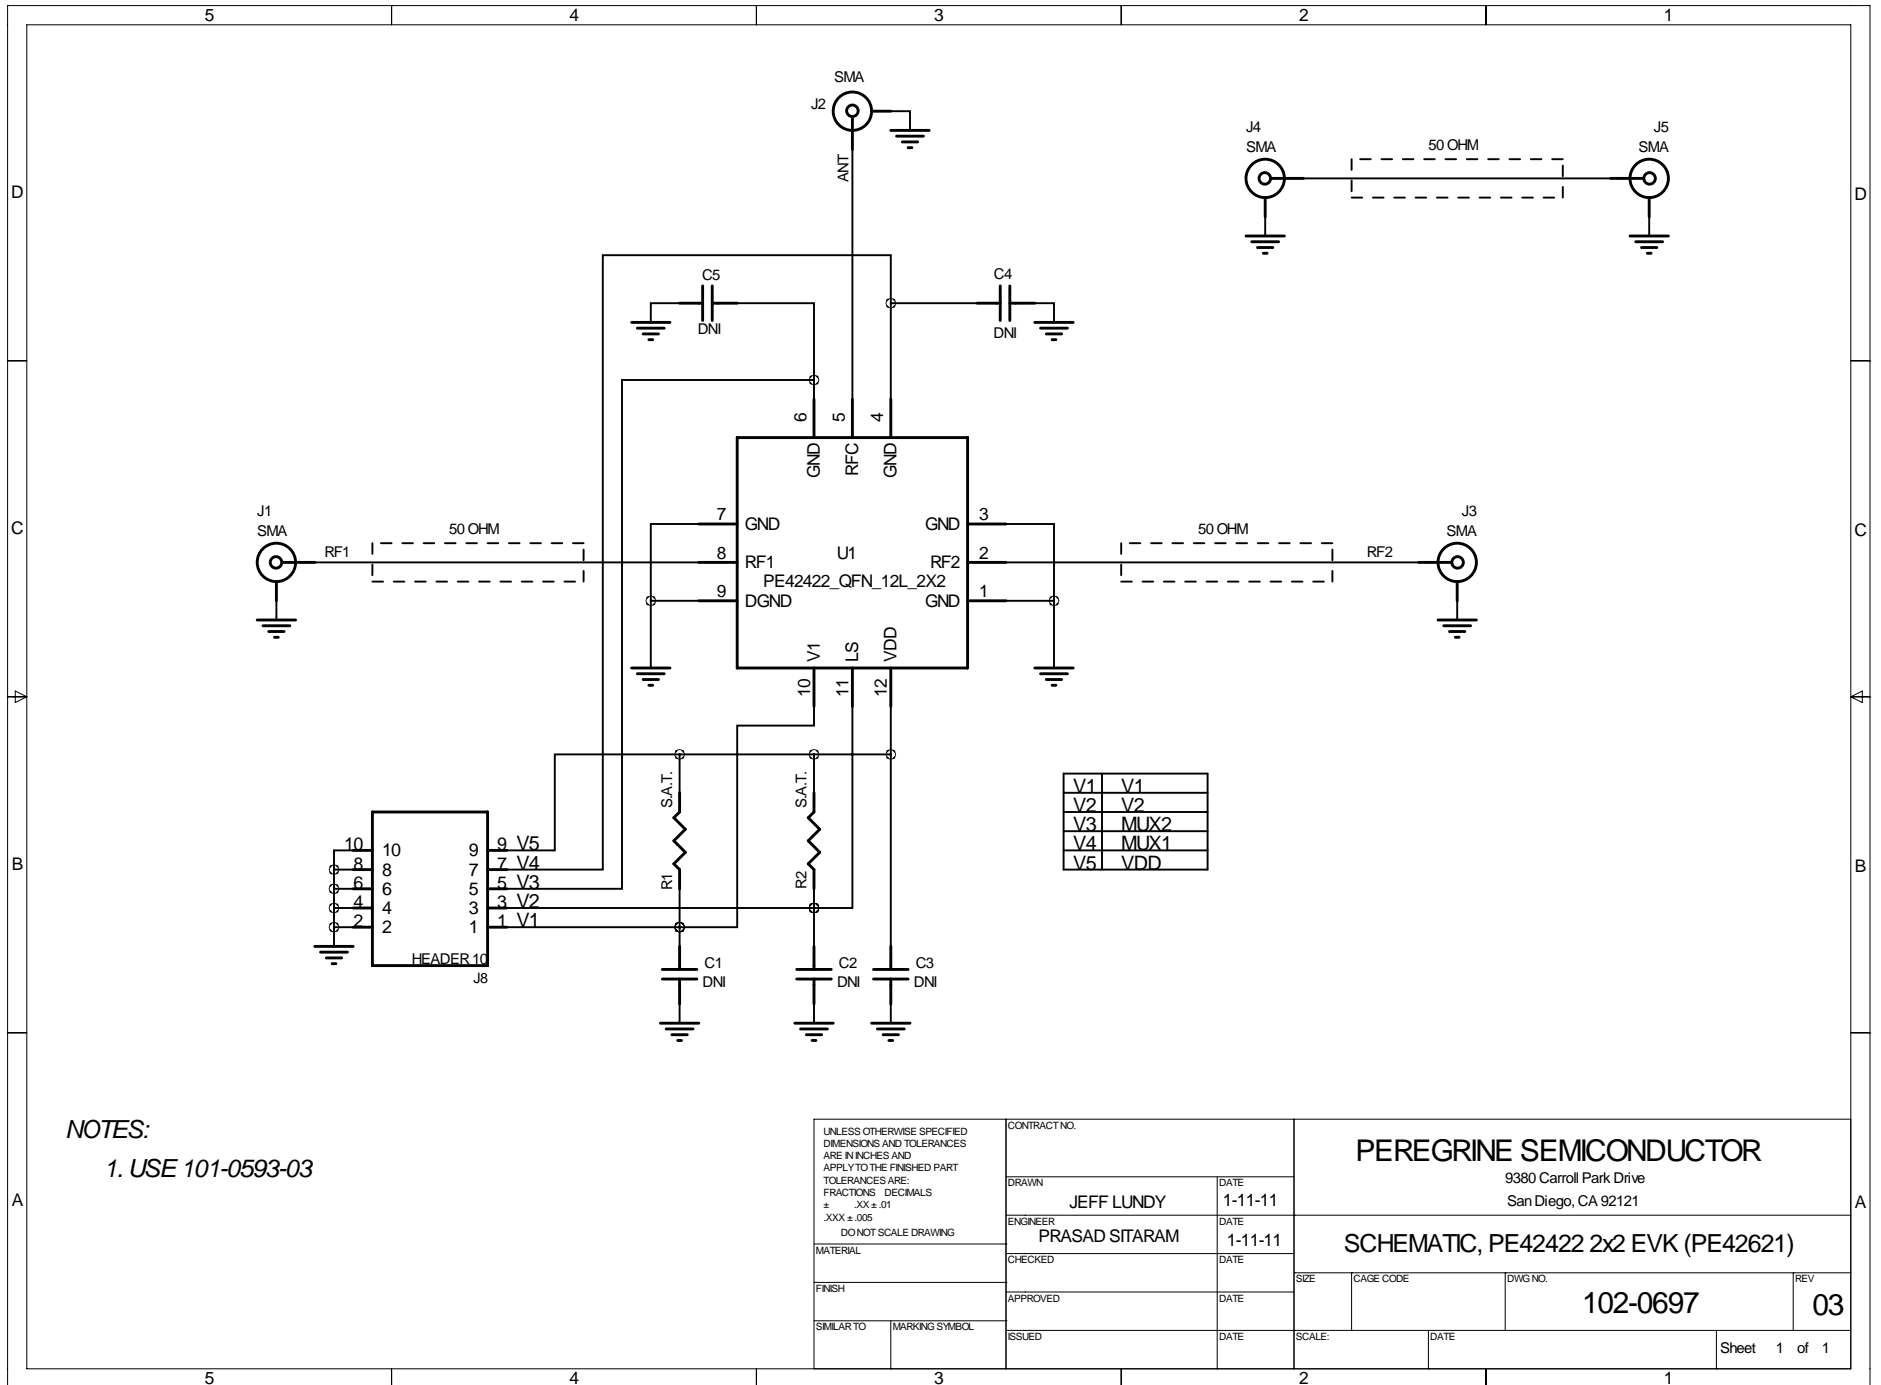 5 4 3 2 1
D
D
C
C
B
B
A
A
SMA
J2
ANT
J4
SMA
50 OHM
J5
SMA
C5
DNI
C4
DNI
6 5 4
GND RFC GND
J1
SMA
RF1
50 OHM
7 GND
8 RF1
9 DGND
U1
PE42422_QFN_12L_2X2
GND 3
RF2 2
GND 1
50 OHM
RF2
J3
SMA
V1 LS VDD
10 11 12
S.A.T.
R1
S.A.T.
R2
10 10 9 9 V5
8 8 7 7 V4
6 6 5 5 V3
4 4 3 3 V2
2 2 1 1 V1
HEADER 10
J8
C1
DNI
C2
DNI
C3
DNI
V1 V1
V2 V2
V3 MUX2
V4 MUX1
V5 VDD
NOTES:
1. USE 101-0593-03
UNLESS OTHERWISE SPECIFIED
DIMENSIONS AND TOLERANCES
ARE IN INCHES AND
APPLY TO THE FINISHED PART
TOLERANCES ARE:
FRACTIONS DECIMALS
± .XX ± .01
.XXX ± .005
DO NOT SCALE DRAWING
MATERIAL
FINISH
SIMILAR TO MARKING SYMBOL
CONTRACT NO.
DRAWN JEFF LUNDY DATE 1-11-11
ENGINEER PRASAD SITARAM DATE 1-11-11
CHECKED DATE
APPROVED DATE
ISSUED DATE
PEREGRINE SEMICONDUCTOR
9380 Carroll Park Drive
San Diego, CA 92121
SCHEMATIC, PE42422 2x2 EVK (PE42621)
SIZE CAGE CODE DWG NO. 102-0697 REV 03
SCALE: DATE Sheet 1 of 1
5 4 3 2 1